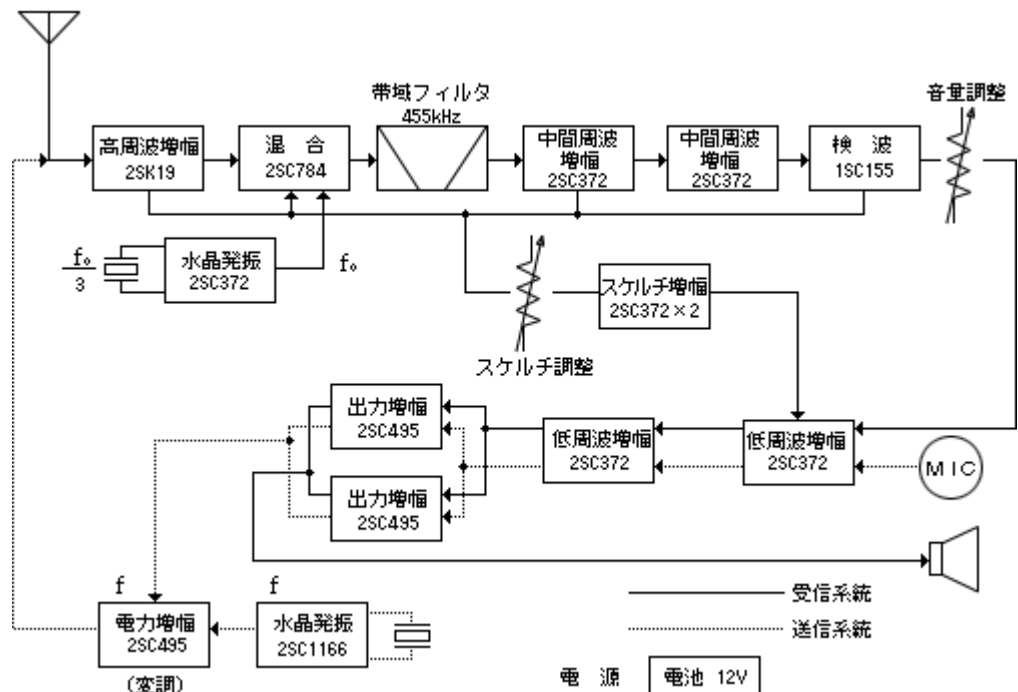 帯域フィルタ
455kHz
音量調整
高周波増幅
2SK19
混 合
2SC784
中間周波
増幅
2SC372
中間周波
増幅
2SC372
検 波
1SC155
f₀
3
水晶発振
2SC372
f₀
スケルチ増幅
2SC372×2
スケルチ調整
出力増幅
2SC495
低周波増幅
2SC372
低周波増幅
2SC372
MIC
出力増幅
2SC495
f
f
電力増幅
2SC495
(変調)
水晶発振
2SC1166
受信系統
送信系統
電 源
電池 12V